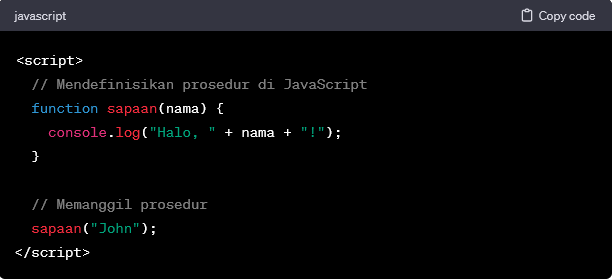 javascript
Copy code
<script>
// Mendefinisikan prosedur di JavaScript
function sapaan(nama) {
console.log("Halo, " + nama + "!");
}
// Memanggil prosedur
sapaan("John");
</script>